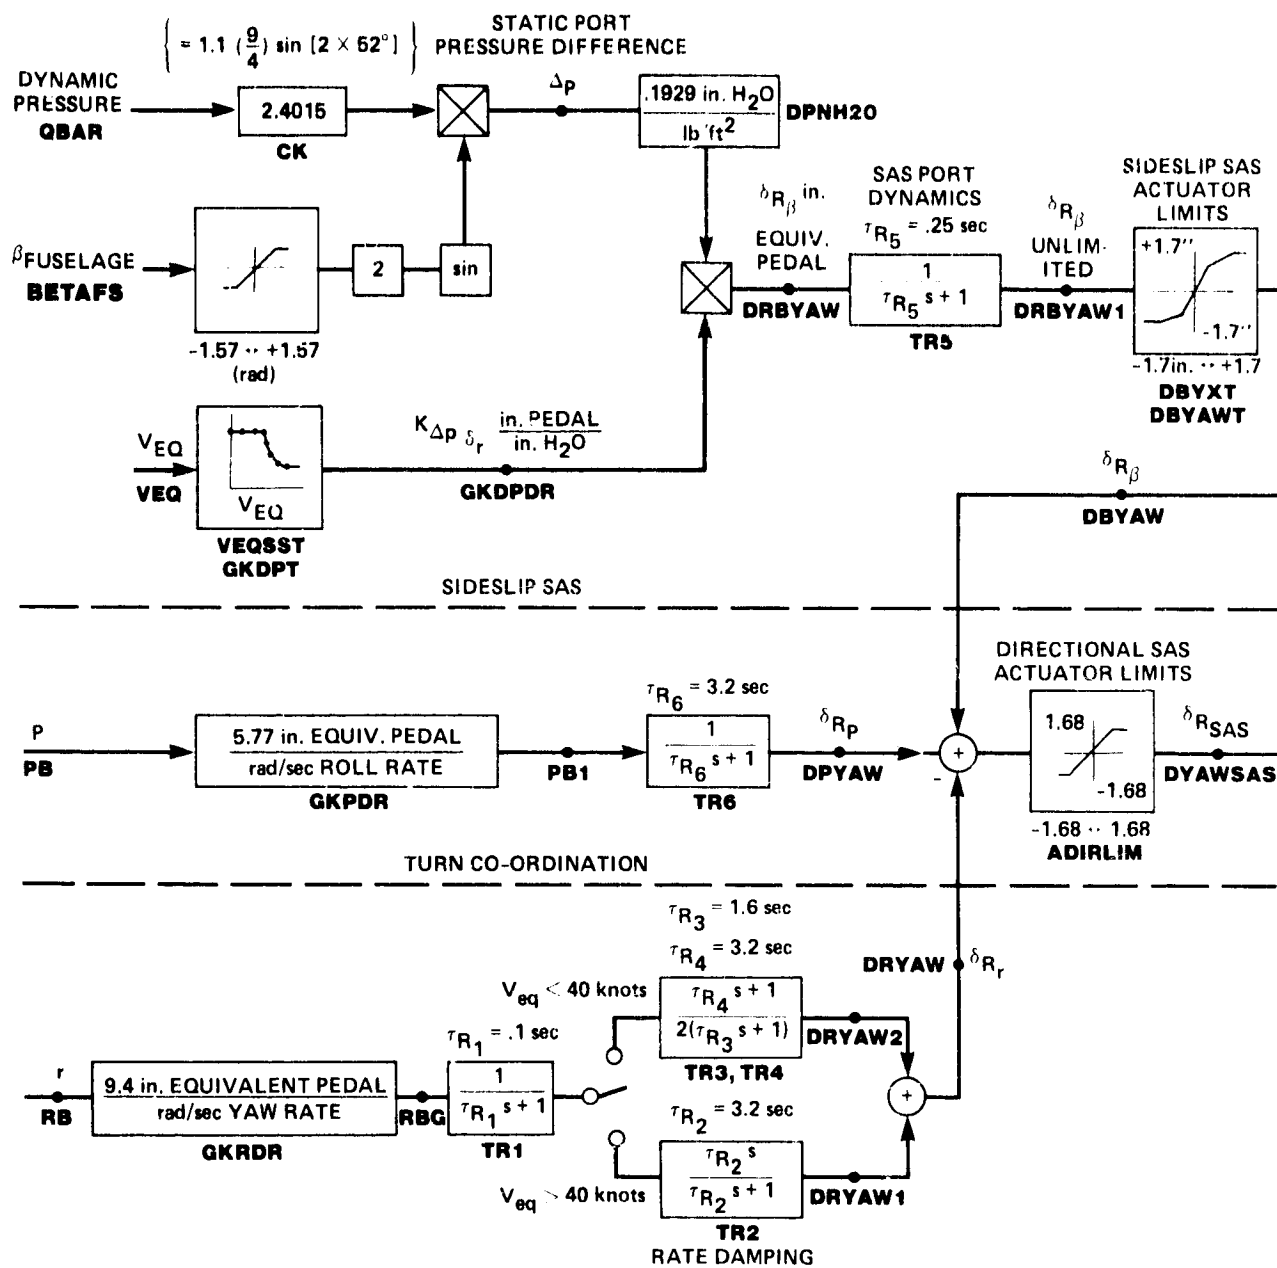 { = 1.1 (9/4) sin [2 × 52°] }
STATIC PORT
PRESSURE DIFFERENCE
DYNAMIC
PRESSURE
QBAR
2.4015
CK
Δp
.1929 in. H2O
lb/ft2
DPNH20
βFUSELAGE
BETAFS
2
sin
-1.57 ·· +1.57
(rad)
δRβ in.
EQUIV.
PEDAL
DRBYAW
SAS PORT
DYNAMICS
τR5 = .25 sec
1
τR5 s + 1
TR5
δRβ
UNLIM-
ITED
DRBYAW1
SIDESLIP SAS
ACTUATOR
LIMITS
+1.7''
-1.7''
-1.7in. ·· +1.7
DBYXT
DBYAWT
VEQ
VEQ
VEQ
VEQSST
GKDPT
KΔp δr in. PEDAL
in. H2O
GKDPDR
δRβ
DBYAW
SIDESLIP SAS
DIRECTIONAL SAS
ACTUATOR LIMITS
P
PB
5.77 in. EQUIV. PEDAL
rad/sec ROLL RATE
GKPDR
PB1
τR6 = 3.2 sec
1
τR6 s + 1
TR6
δRP
DPYAW
-
+
1.68
-1.68
-1.68 ·· 1.68
ADIRLIM
δRSAS
DYAWSAS
TURN CO-ORDINATION
τR3 = 1.6 sec
τR4 = 3.2 sec
DRYAW
δRr
Veq < 40 knots
τR4 s + 1
2(τR3 s + 1)
TR3, TR4
DRYAW2
r
RB
9.4 in. EQUIVALENT PEDAL
rad/sec YAW RATE
GKRDR
RBG
τR1 = .1 sec
1
τR1 s + 1
TR1
+
τR2 = 3.2 sec
Veq > 40 knots
τR2 s
τR2 s + 1
TR2
DRYAW1
RATE DAMPING